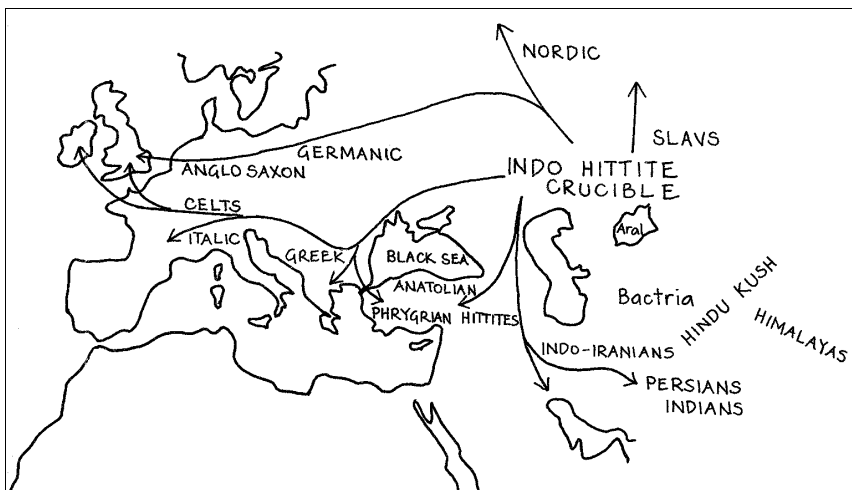 NORDIC
SLAVS
GERMANIC
ANGLO SAXON
INDO HITTITE
CRUCIBLE
CELTS
ITALIC
GREEK
BLACK SEA
Aral
ANATOLIAN
PHRYGRIAN HITTITES
Bactria
HINDU KUSH
HIMALAYAS
INDO-IRANIANS
PERSIANS
INDIANS